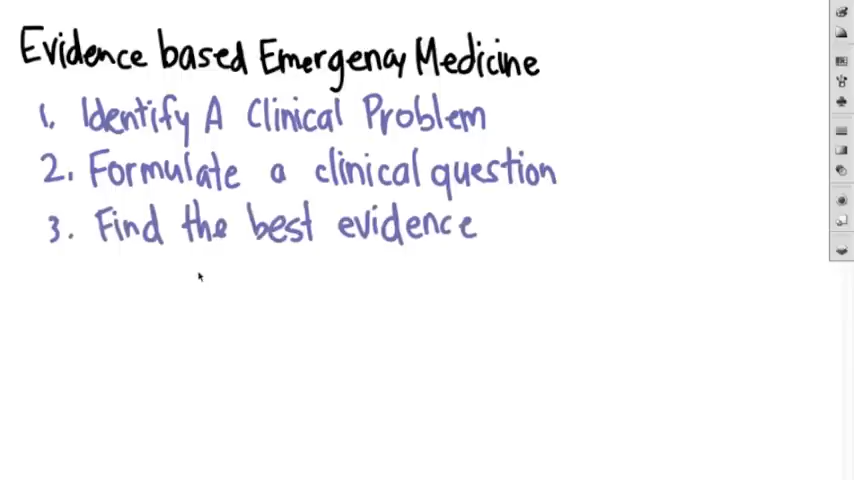 Evidence based Emergency Medicine
1. Identify A Clinical Problem
2. Formulate a clinical question
3. Find the best evidence